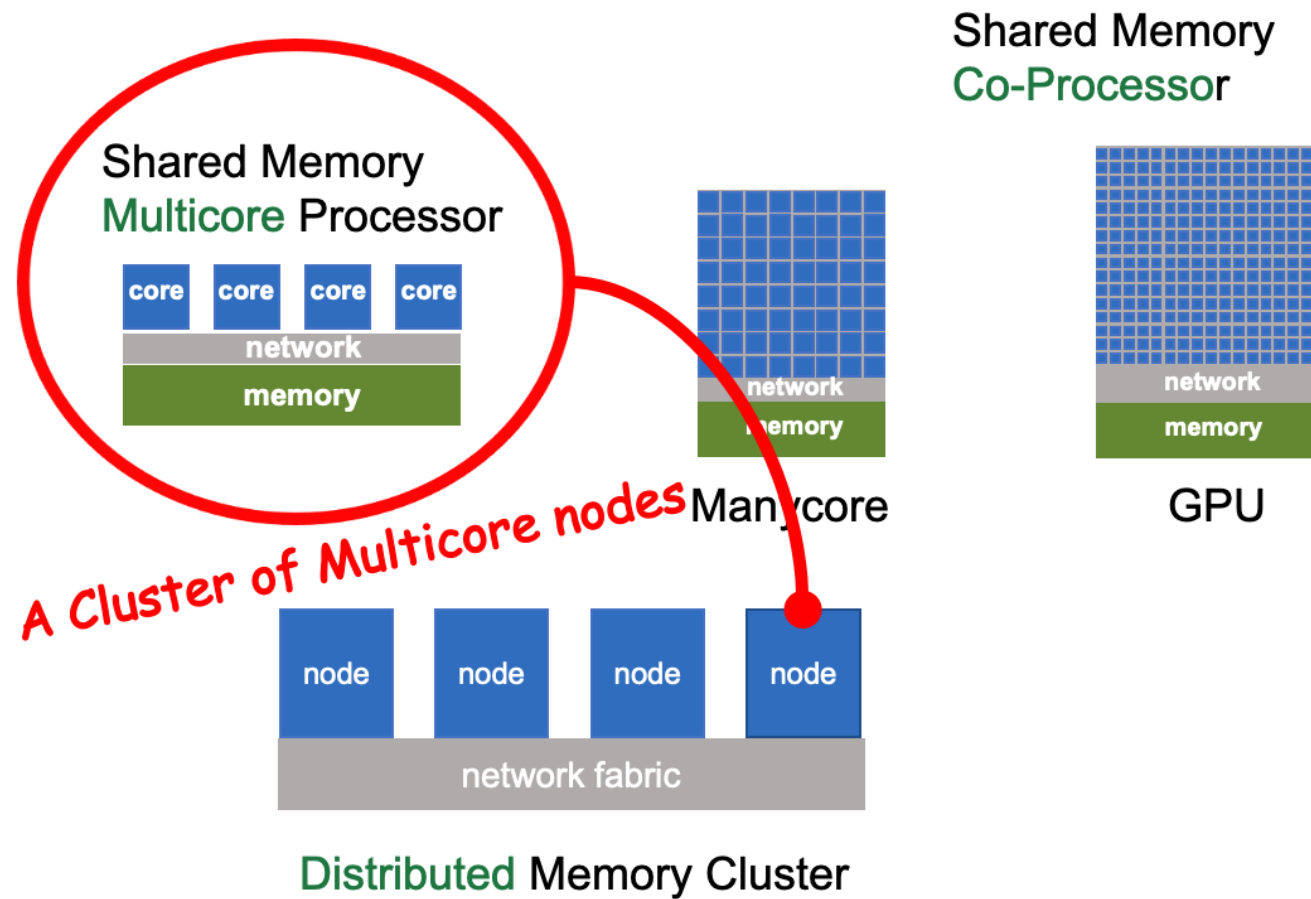 Shared Memory
Co-Processor
Shared Memory
Multicore Processor
core core core core
network
memory
network
memory
Manycore
network
memory
GPU
A Cluster of Multicore nodes
node node node node
network fabric
Distributed Memory Cluster